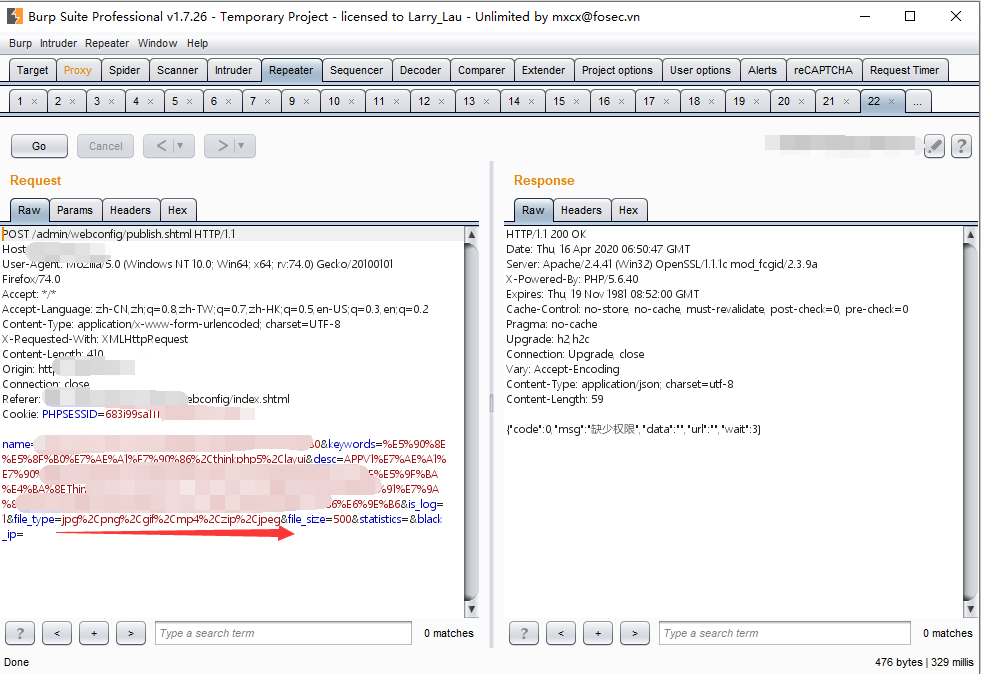 Burp Suite Professional v1.7.26 - Temporary Project - licensed to Larry_Lau - Unlimited by mxcx@fosec.vn
Burp Intruder Repeater Window Help
Target Proxy Spider Scanner Intruder Repeater Sequencer Decoder Comparer Extender Project options User options Alerts reCAPTCHA Request Timer
1 × 2 × 3 × 4 × 5 × 6 × 7 × 9 × 10 × 11 × 12 × 13 × 14 × 15 × 16 × 17 × 18 × 19 × 20 × 21 × 22 × ...
Go Cancel < ▼ > ▼ ?
Request
Raw Params Headers Hex
POST /admin/webconfig/publish.shtml HTTP/1.1
Host
User-Agent: Mozilla/5.0 (Windows NT 10.0; Win64; x64; rv:74.0) Gecko/20100101
Firefox/74.0
Accept: */*
Accept-Language: zh-CN,zh;q=0.8,zh-TW;q=0.7,zh-HK;q=0.5,en-US;q=0.3,en;q=0.2
Content-Type: application/x-www-form-urlencoded; charset=UTF-8
X-Requested-With: XMLHttpRequest
Content-Length: 410
Origin: htt
Connection: close
Referer: ebconfig/index.shtml
Cookie: PHPSESSID=683i99sa1
name= 0&keywords=%E5%90%8E
%E5%8F%B0%E7%AE%A1%E7%90%86%2Cthinkphp5%2Clayui&desc=APPV1%E7%AE%A1
%E7%90% E5%9F%BA
%E4%BA%8EThin %91%E7%9A
% 6%E9%B6&is_log=
1&file_type=jpg%2Cpng%2Cgif%2Cmp4%2Czip%2Cjpeg&file_size=500&statistics=&black
_ip=
? < + > Type a search term 0 matches
Response
Raw Headers Hex
HTTP/1.1 200 OK
Date: Thu, 16 Apr 2020 06:50:47 GMT
Server: Apache/2.4.41 (Win32) OpenSSL/1.1.1c mod_fcgid/2.3.9a
X-Powered-By: PHP/5.6.40
Expires: Thu, 19 Nov 1981 08:52:00 GMT
Cache-Control: no-store, no-cache, must-revalidate, post-check=0, pre-check=0
Pragma: no-cache
Upgrade: h2,h2c
Connection: Upgrade, close
Vary: Accept-Encoding
Content-Type: application/json; charset=utf-8
Content-Length: 59
{"code":0,"msg":"缺少权限","data":"","url":"","wait":3}
? < + > Type a search term 0 matches
Done 476 bytes | 329 millis